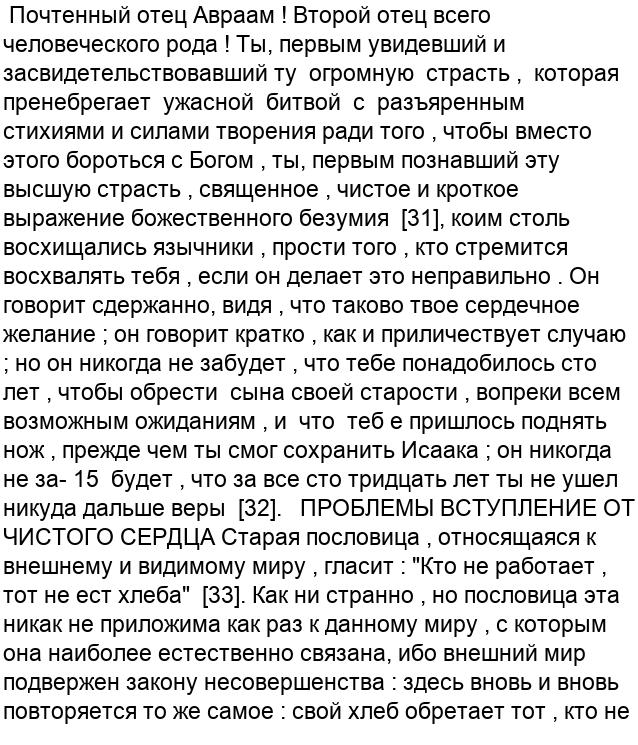 Почтенный отец Авраам ! Второй отец всего
человеческого рода ! Ты, первым увидевший и
засвидетельствовавший ту  огромную  страсть ,  которая
пренебрегает  ужасной  битвой  с  разъяренным
стихиями и силами творения ради того , чтобы вместо
этого бороться с Богом , ты, первым познавший эту
высшую страсть , священное , чистое и кроткое
выражение божественного безумия  [31], коим столь
восхищались язычники , прости того , кто стремится
восхвалять тебя , если он делает это неправильно . Он
говорит сдержанно, видя , что таково твое сердечное
желание ; он говорит кратко , как и приличествует случаю
; но он никогда не забудет , что тебе понадобилось сто
лет , чтобы обрести  сына своей старости , вопреки всем
возможным ожиданиям , и  что  теб е пришлось поднять
нож , прежде чем ты смог сохранить Исаака ; он никогда
не за- 15  будет , что за все сто тридцать лет ты не ушел
никуда дальше веры  [32].   ПРОБЛЕМЫ ВСТУПЛЕНИЕ ОТ
ЧИСТОГО СЕРДЦА Старая пословица , относящаяся к
внешнему и видимому миру , гласит : "Кто не работает ,
тот не ест хлеба"  [33]. Как ни странно , но пословица эта
никак не приложима как раз к данному миру , с которым
она наиболее естественно связана, ибо внешний мир
подвержен закону несовершенства : здесь вновь и вновь
повторяется то же самое : свой хлеб обретает тот , кто не